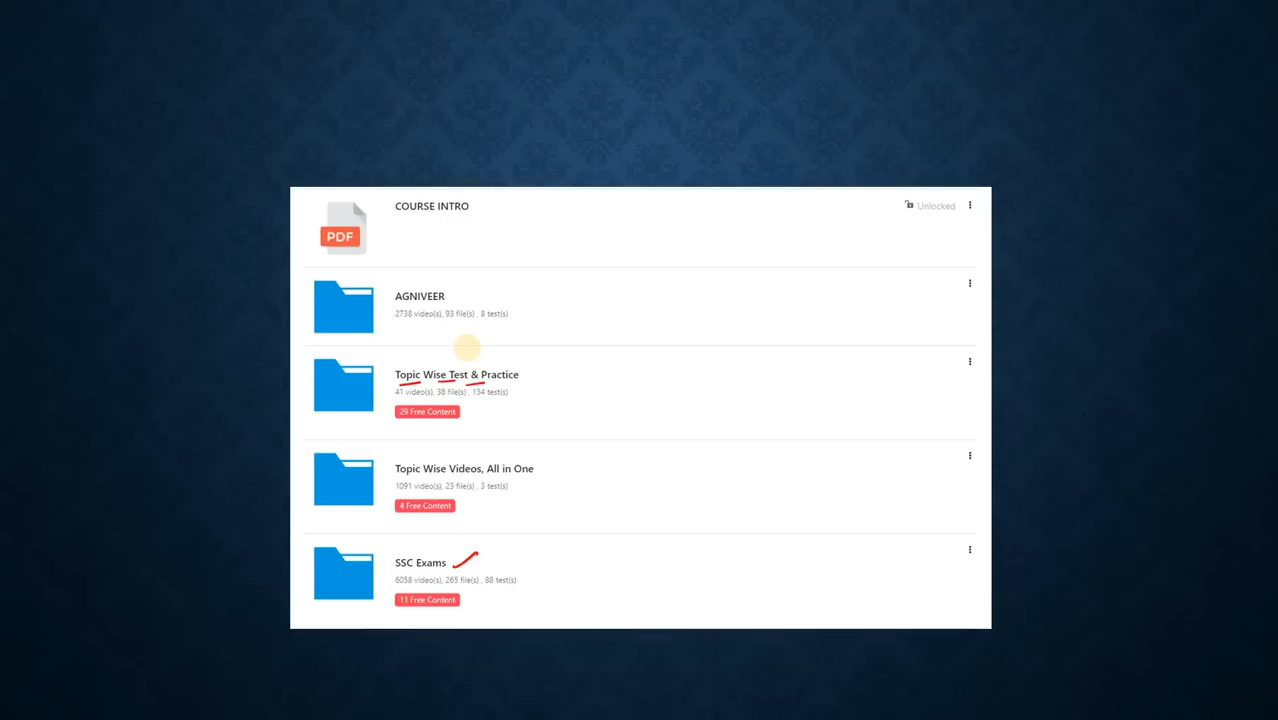 COURSE INTRO
Unlocked
PDF
AGNIVEER
2738 video(s), 93 file(s) , 8 test(s)
Topic Wise Test & Practice
41 video(s), 38 file(s) , 134 test(s)
29 Free Content
Topic Wise Videos, All in One
1091 video(s), 23 file(s) , 3 test(s)
4 Free Content
SSC Exams
6058 video(s), 265 file(s) , 88 test(s)
11 Free Content